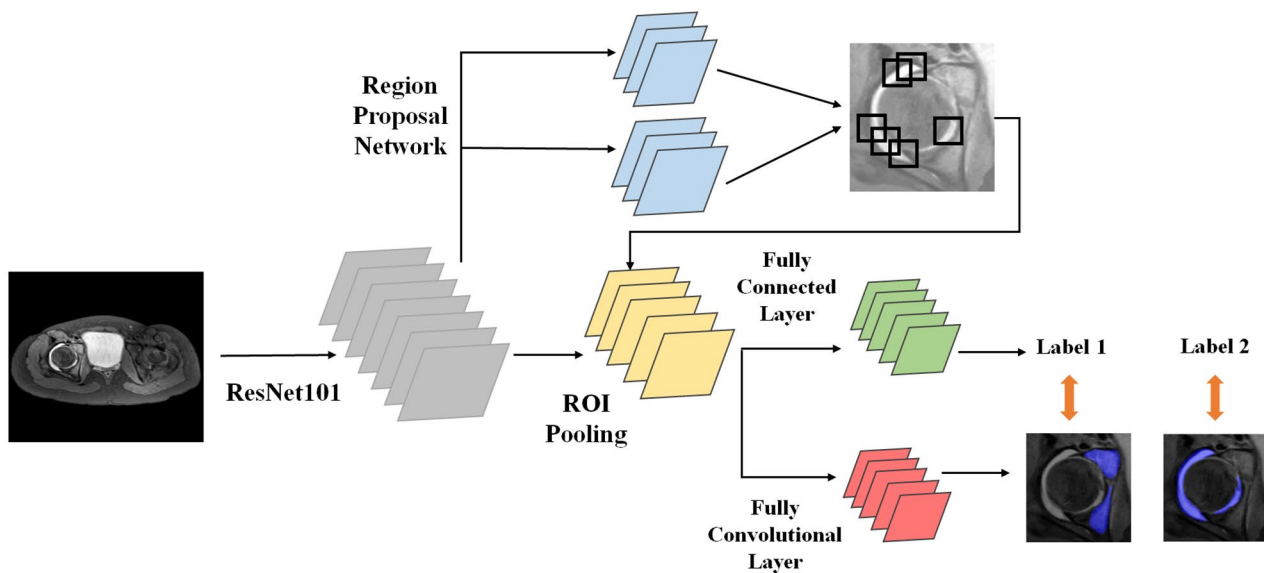 Region
Proposal
Network
ResNet101
ROI
Pooling
Fully
Connected
Layer
Fully
Convolutional
Layer
Label 1
Label 2